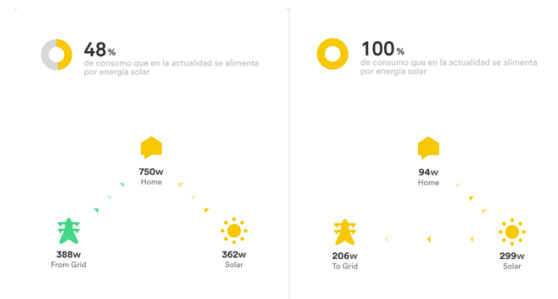 48%
de consumo que en la actualidad se alimenta
por energía solar
750w
Home
388w
From Grid
362w
Solar
100%
de consumo que en la actualidad se alimenta
por energía solar
94w
Home
206w
To Grid
299w
Solar